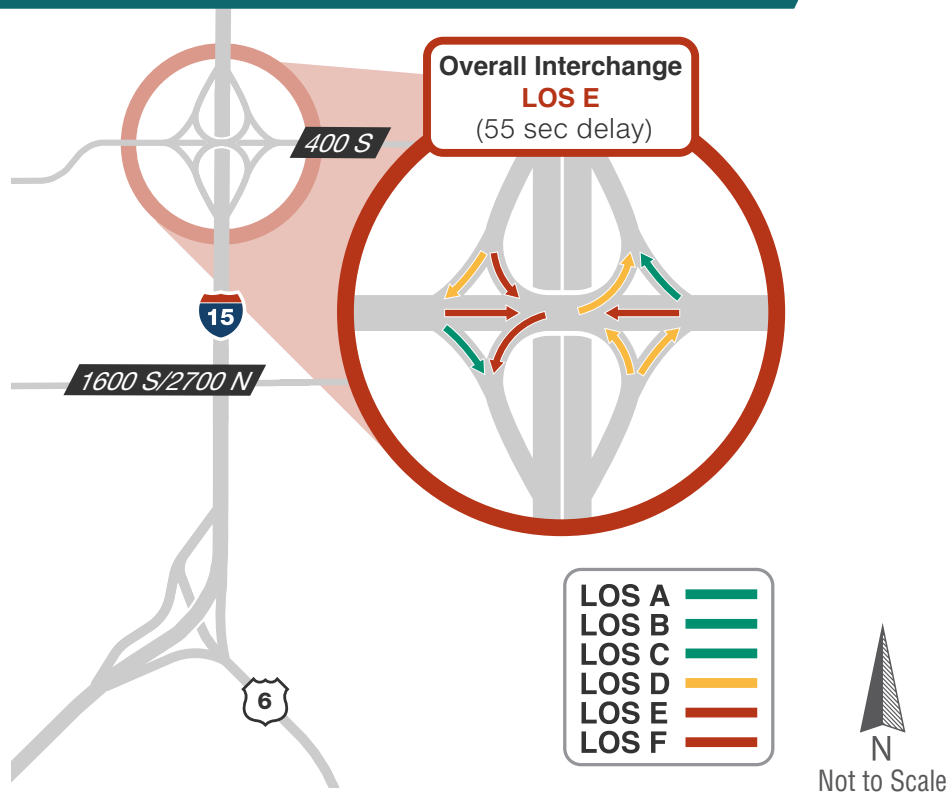 Overall Interchange
LOS E
(55 sec delay)
400 S
15
1600 S/2700 N
6
LOS A
LOS B
LOS C
LOS D
LOS E
LOS F
N
Not to Scale